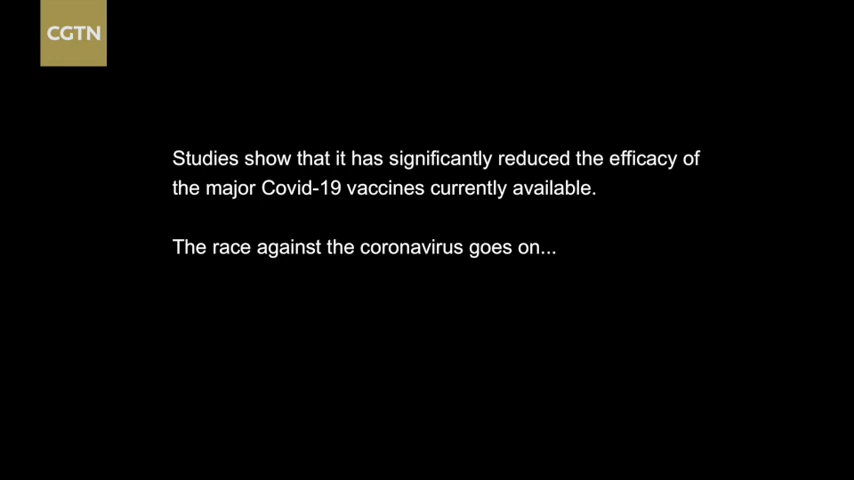 CGTN
Studies show that it has significantly reduced the efficacy of
the major Covid-19 vaccines currently available.
The race against the coronavirus goes on...